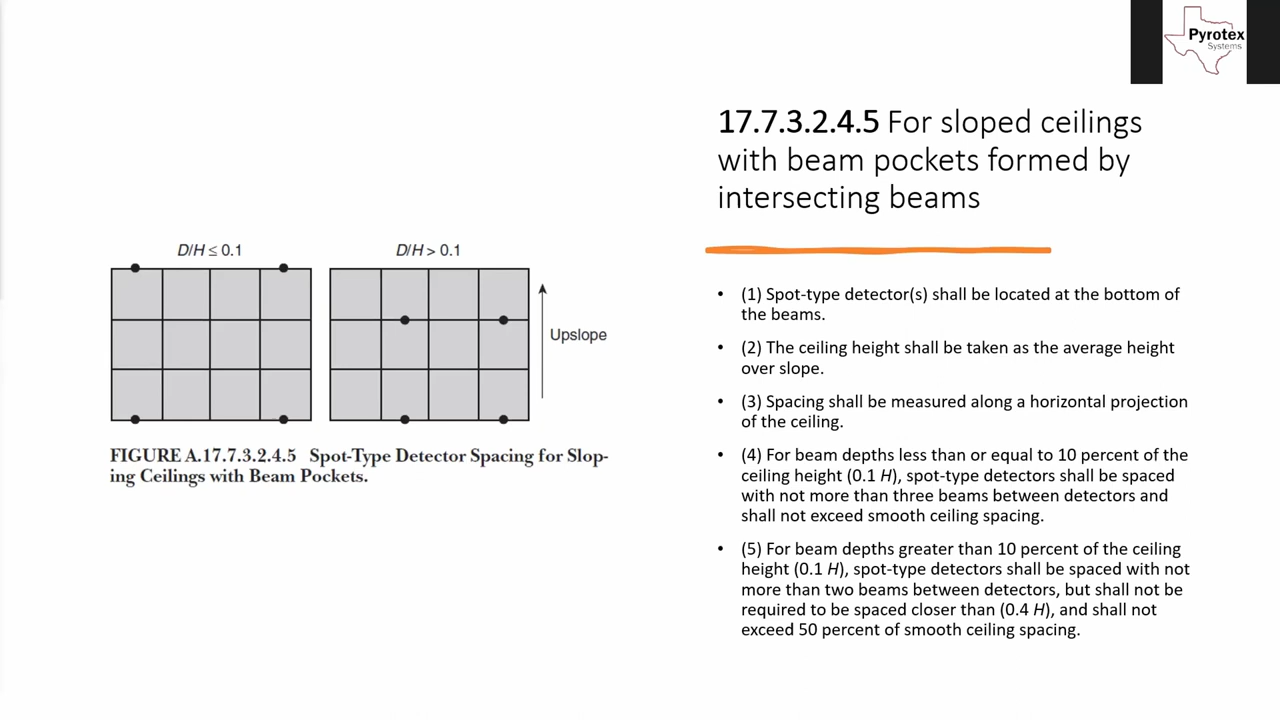 Pyrotex
Systems
17.7.3.2.4.5 For sloped ceilings
with beam pockets formed by
intersecting beams
D/H ≤ 0.1
D/H > 0.1
Upslope
FIGURE A.17.7.3.2.4.5 Spot-Type Detector Spacing for Slop-
ing Ceilings with Beam Pockets.
• (1) Spot-type detector(s) shall be located at the bottom of
the beams.
• (2) The ceiling height shall be taken as the average height
over slope.
• (3) Spacing shall be measured along a horizontal projection
of the ceiling.
• (4) For beam depths less than or equal to 10 percent of the
ceiling height (0.1 H), spot-type detectors shall be spaced
with not more than three beams between detectors and
shall not exceed smooth ceiling spacing.
• (5) For beam depths greater than 10 percent of the ceiling
height (0.1 H), spot-type detectors shall be spaced with not
more than two beams between detectors, but shall not be
required to be spaced closer than (0.4 H), and shall not
exceed 50 percent of smooth ceiling spacing.